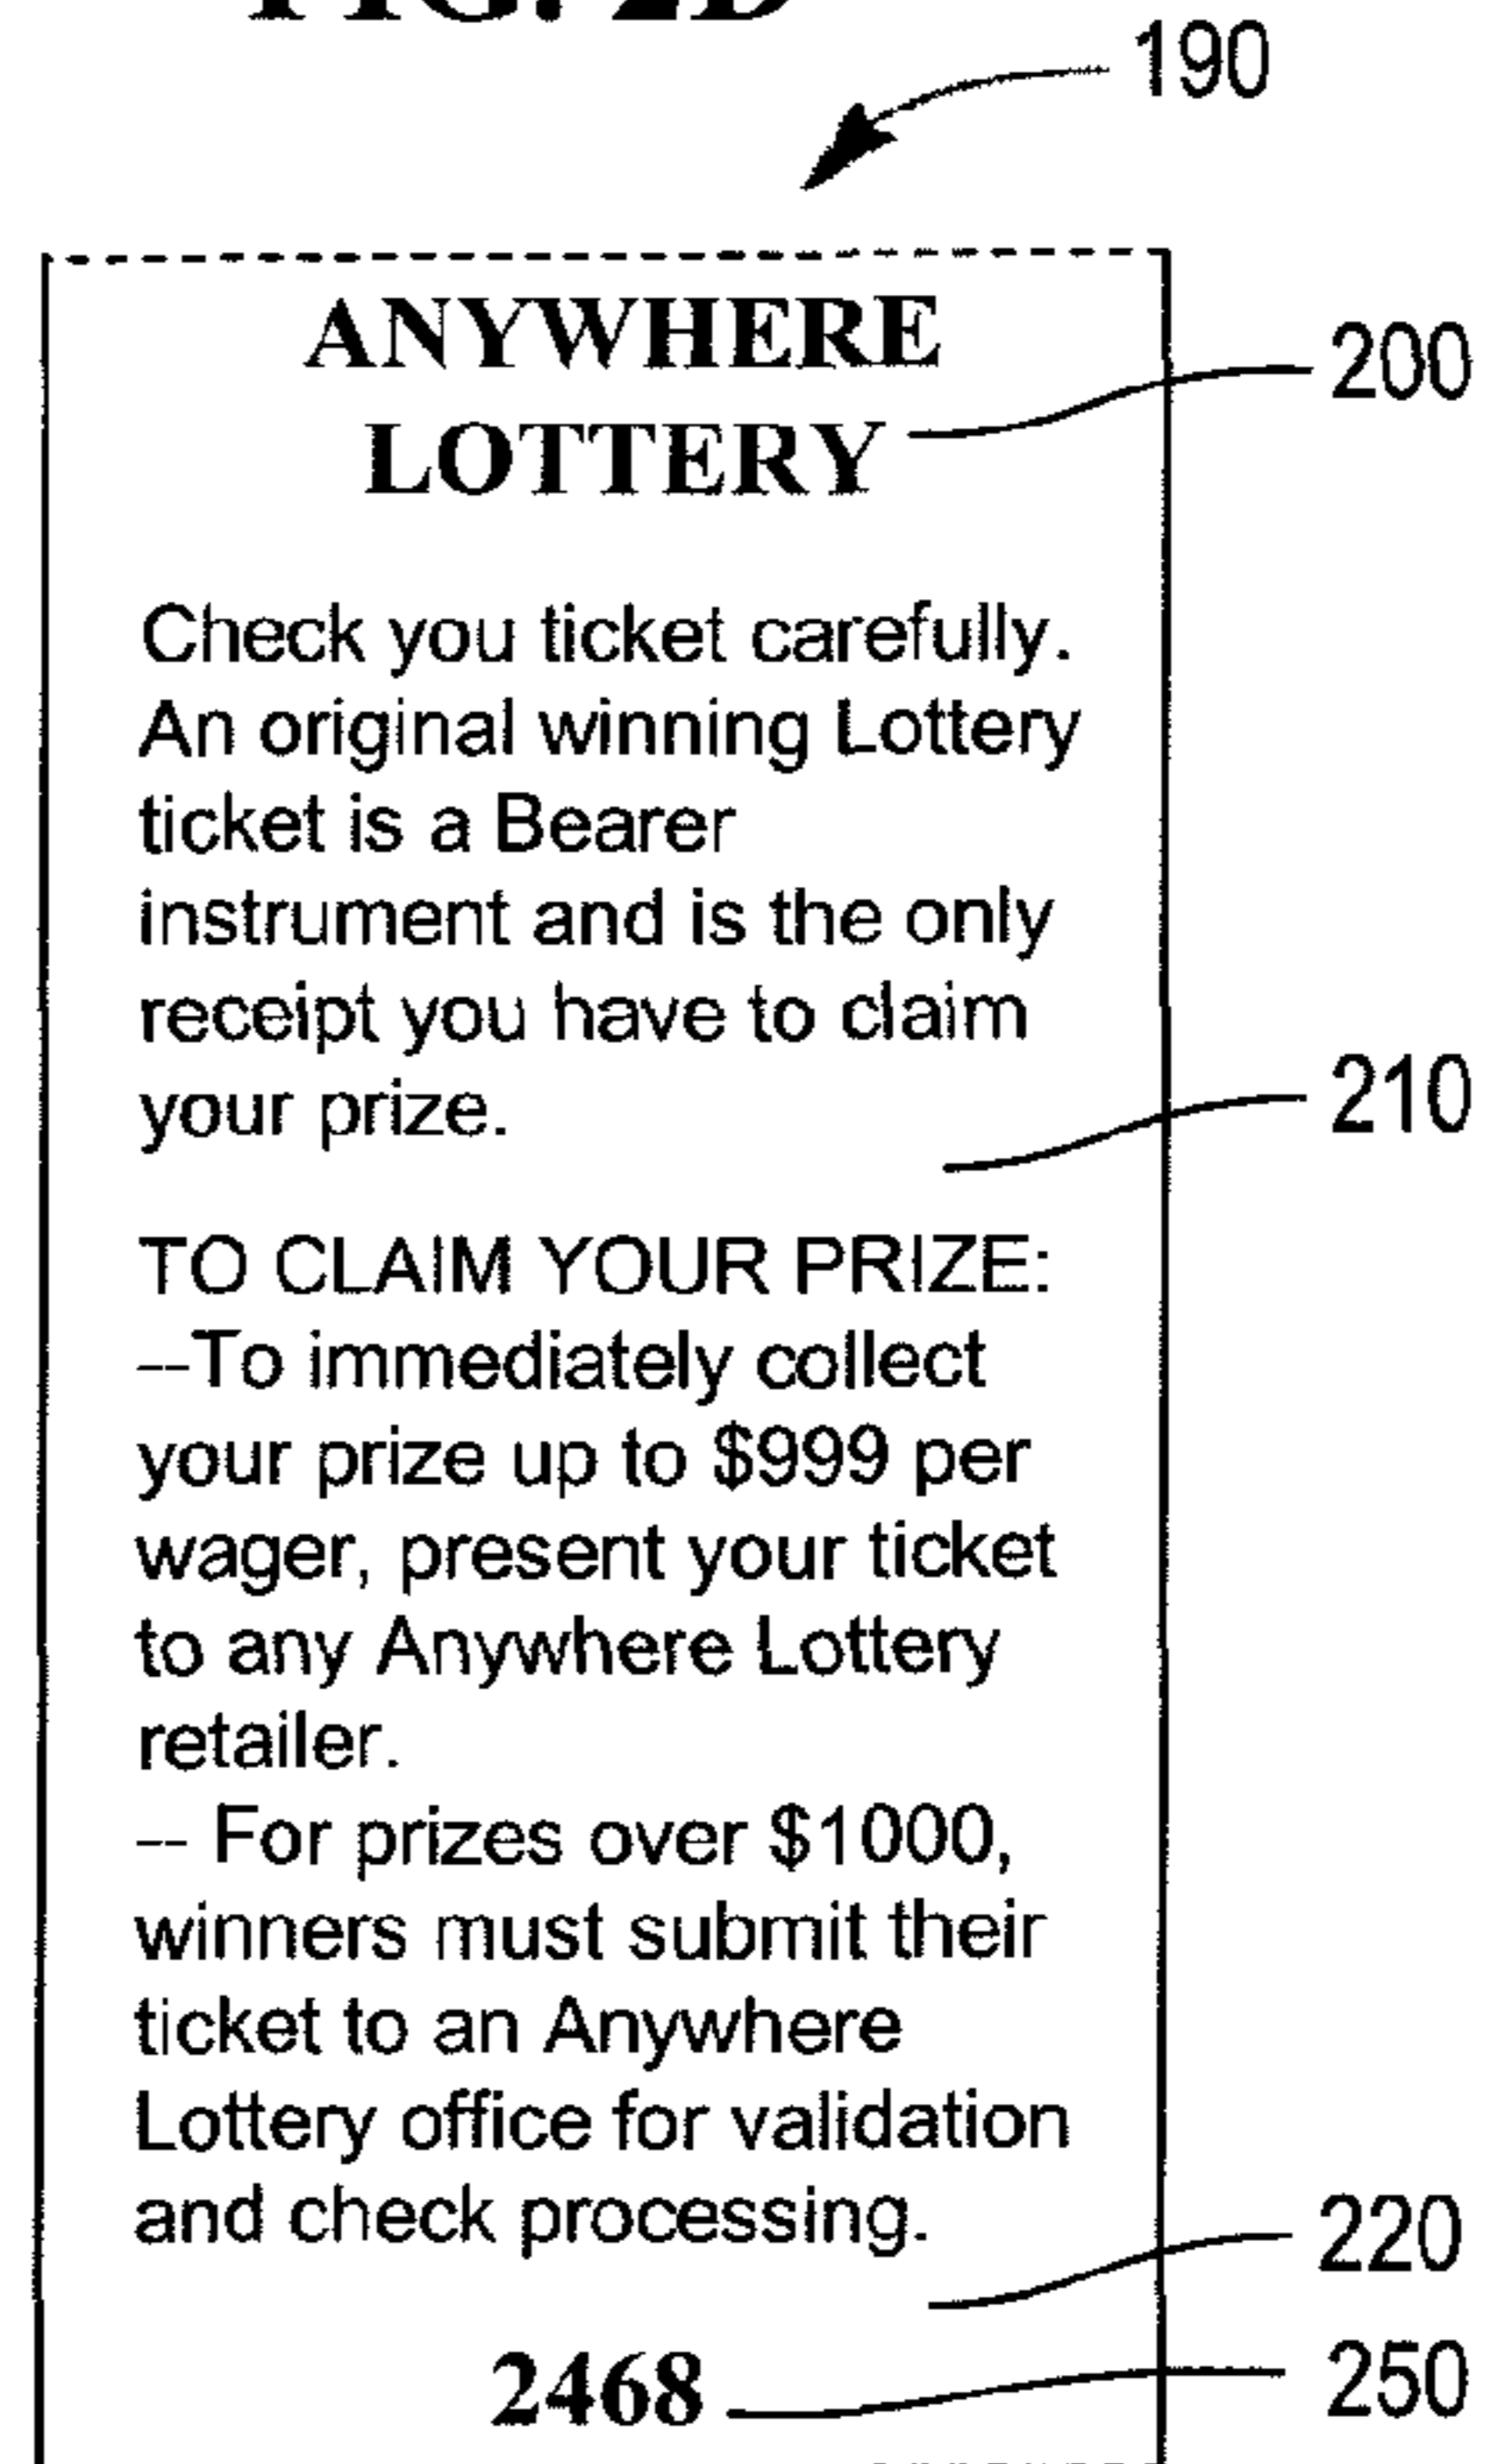 FIG. 2D
190
ANYWHERE
LOTTERY
200
Check you ticket carefully.
An original winning Lottery
ticket is a Bearer
instrument and is the only
receipt you have to claim
your prize.
210
TO CLAIM YOUR PRIZE:
--To immediately collect
your prize up to $999 per
wager, present your ticket
to any Anywhere Lottery
retailer.
-- For prizes over $1000,
winners must submit their
ticket to an Anywhere
Lottery office for validation
and check processing.
220
2468
250